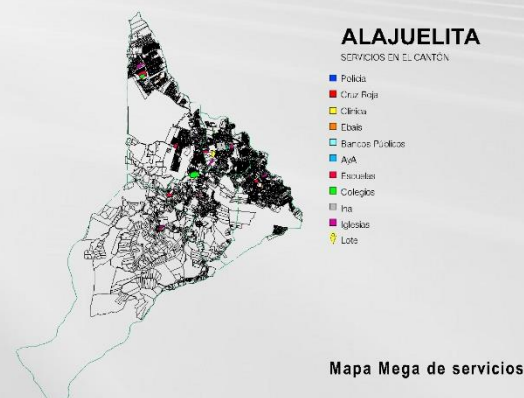 ALAJUELITA
SERVICIOS EN EL CANTÓN
Policia
Cruz Roja
Clínica
Ebais
Bancos Públicos
AyA
Escuelas
Colegios
Ina
Iglesias
Lote
Mapa Mega de servicios